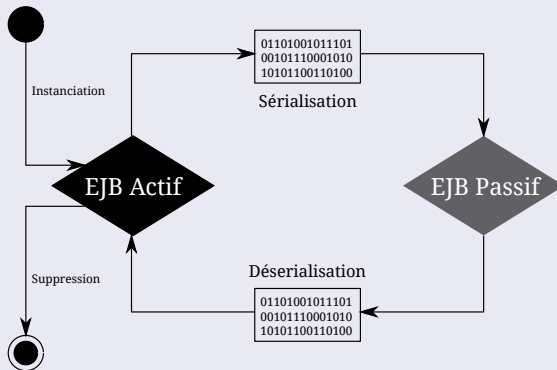 01101001011101
00101110001010
10101100110100
Sérialisation
Instanciation
EJB Actif
EJB Passif
Suppression
Déserialisation
01101001011101
00101110001010
10101100110100